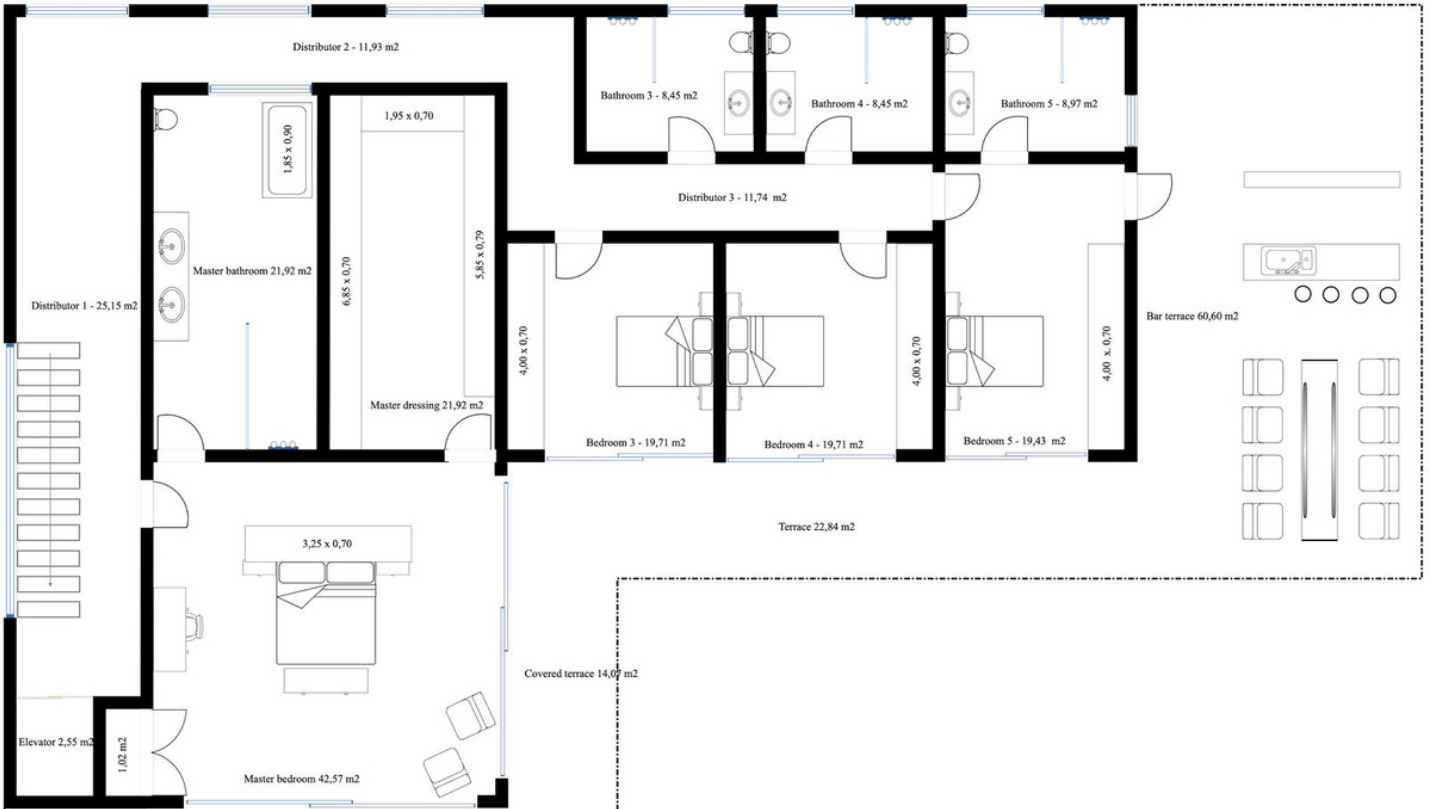 Distributor 2 - 11,93 m2
Bathroom 3 - 8,45 m2
Bathroom 4 - 8,45 m2
Bathroom 5 - 8,97 m2
1,95 x 0,70
1,85 x 0,90
Distributor 3 - 11,74 m2
Master bathroom 21,92 m2
6,85 x 0,70
5,85 x 0,79
Distributor 1 - 25,15 m2
Bar terrace 60,60 m2
4,00 x 0,70
4,00 x 0,70
4,00 x. 0,70
Master dressing 21,92 m2
Bedroom 3 - 19,71 m2
Bedroom 4 - 19,71 m2
Bedroom 5 - 19,43 m2
Terrace 22,84 m2
3,25 x 0,70
Covered terrace 14,07 m2
Elevator 2,55 m2
1,02 m2
Master bedroom 42,57 m2